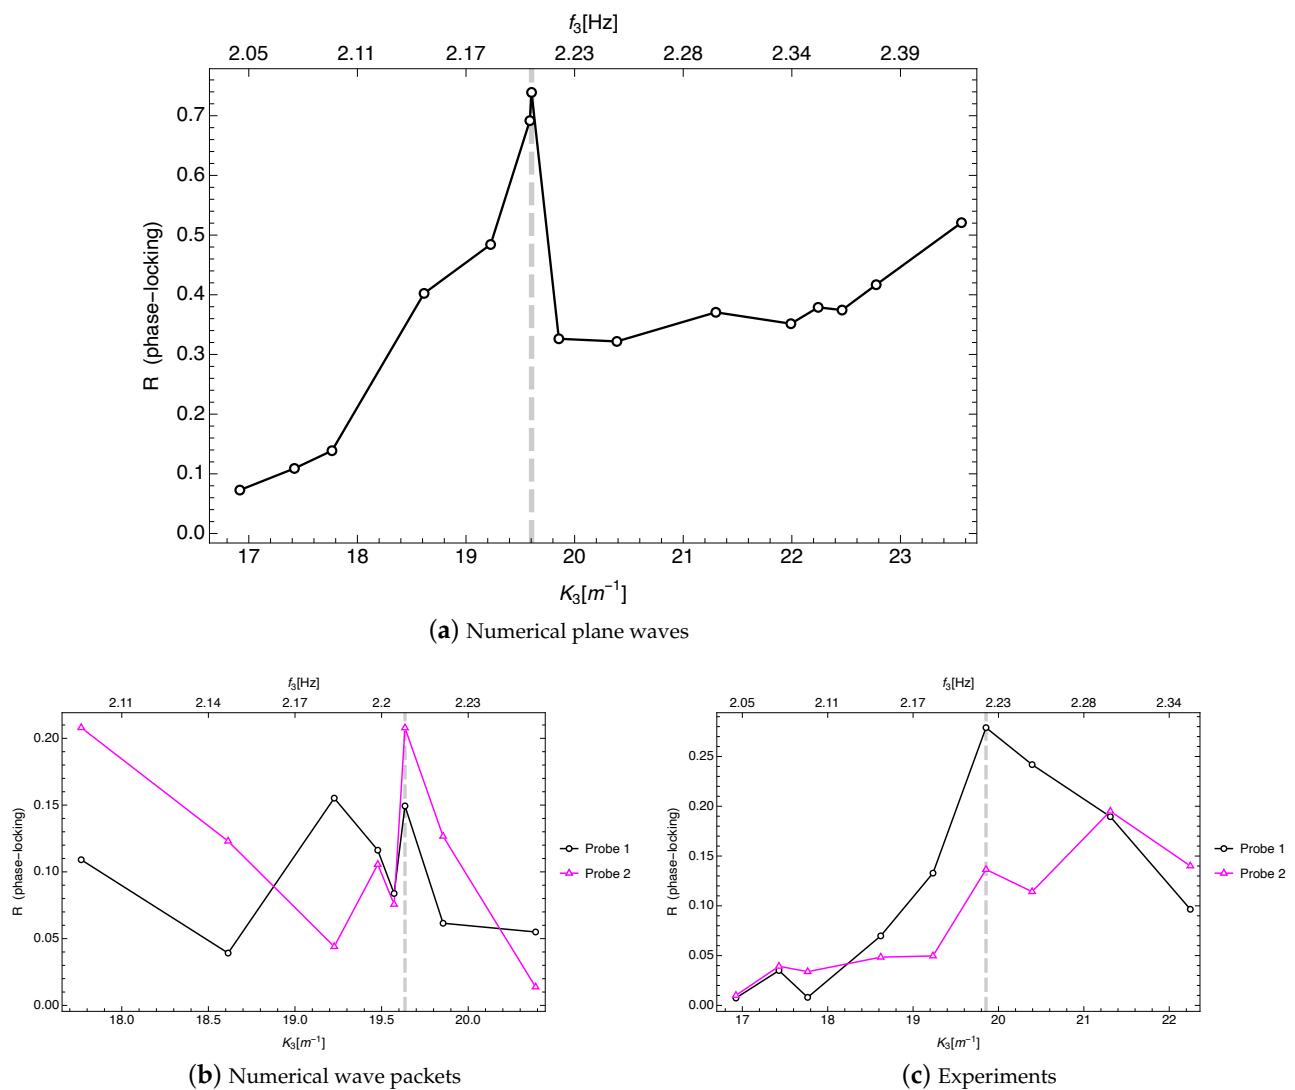 f₃[Hz]
2.05 2.11 2.17 2.23 2.28 2.34 2.39
R (phase−locking)
0.7
0.6
0.5
0.4
0.3
0.2
0.1
0.0
17 18 19 20 21 22 23
K₃[m⁻¹]
(a) Numerical plane waves
f₃[Hz]
2.11 2.14 2.17 2.2 2.23
R (phase−locking)
0.20
0.15
0.10
0.05
0.00
18.0 18.5 19.0 19.5 20.0
K₃[m⁻¹]
Probe 1
Probe 2
(b) Numerical wave packets
f₃[Hz]
2.05 2.11 2.17 2.23 2.28 2.34
R (phase−locking)
0.25
0.20
0.15
0.10
0.05
0.00
17 18 19 20 21 22
K₃[m⁻¹]
Probe 1
Probe 2
(c) Experiments